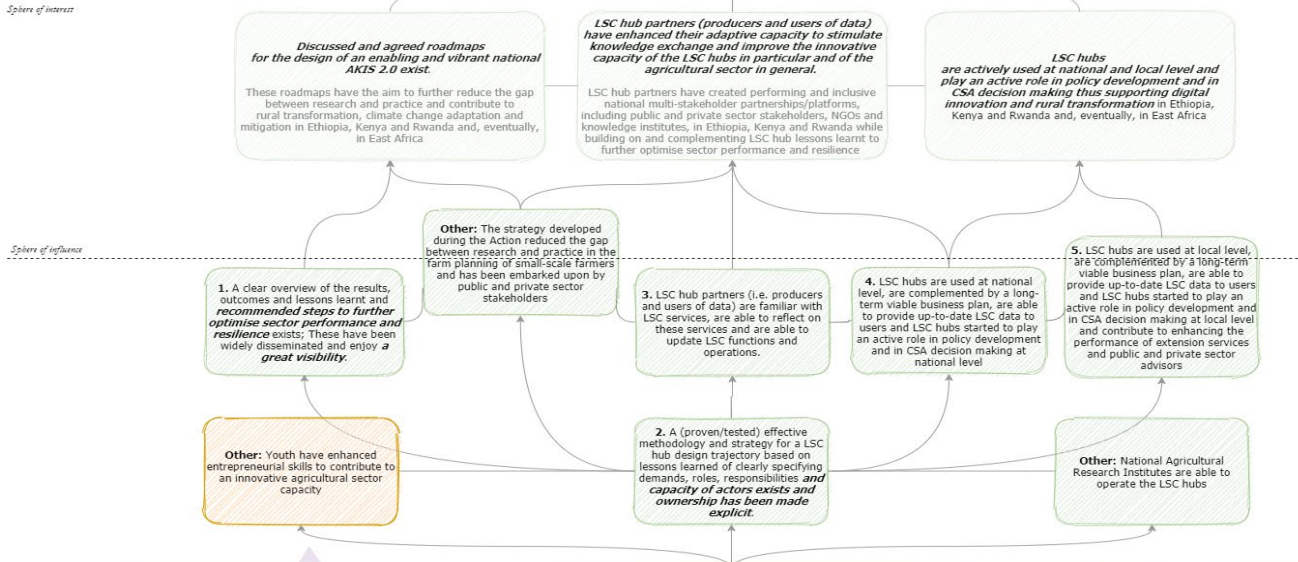 Sphere of interest
Discussed and agreed roadmaps
for the design of an enabling and vibrant national
AKIS 2.0 exist.
These roadmaps have the aim to further reduce the gap
between research and practice and contribute to
rural transformation, climate change adaptation and
mitigation in Ethiopia, Kenya and Rwanda and, eventually,
in East Africa
LSC hub partners (producers and users of data)
have enhanced their adaptive capacity to stimulate
knowledge exchange and improve the innovative
capacity of the LSC hubs in particular and of the
agricultural sector in general.
LSC hub partners have created performing and inclusive
national multi-stakeholder partnerships/platforms,
including public and private sector stakeholders, NGOs and
knowledge institutes, in Ethiopia, Kenya and Rwanda while
building on and complementing LSC hub lessons learnt to
further optimise sector performance and resilience
LSC hubs
are actively used at national and local level and
play an active role in policy development and in
CSA decision making thus supporting digital
innovation and rural transformation in Ethiopia,
Kenya and Rwanda and, eventually, in East Africa
Sphere of influence
Other: The strategy developed
during the Action reduced the gap
between research and practice in the
farm planning of small-scale farmers
and has been embarked upon by
public and private sector
stakeholders
1. A clear overview of the results,
outcomes and lessons learnt and
recommended steps to further
optimise sector performance and
resilience exists; These have been
widely disseminated and enjoy a
great visibility.
3. LSC hub partners (i.e. producers
and users of data) are familiar with
LSC services, are able to reflect on
these services and are able to
update LSC functions and
operations.
4. LSC hubs are used at national
level, are complemented by a long-
term viable business plan, are able
to provide up-to-date LSC data to
users and LSC hubs started to play
an active role in policy development
and in CSA decision making at
national level
5. LSC hubs are used at local level,
are complemented by a long-term
viable business plan, are able to
provide up-to-date LSC data to users
and LSC hubs started to play an
active role in policy development and
in CSA decision making at local level
and contribute to enhancing the
performance of extension services
and public and private sector
advisors
Other: Youth have enhanced
entrepreneurial skills to contribute to
an innovative agricultural sector
capacity
2. A (proven/tested) effective
methodology and strategy for a LSC
hub design trajectory based on
lessons learned of clearly specifying
demands, roles, responsibilities and
capacity of actors exists and
ownership has been made
explicit.
Other: National Agricultural
Research Institutes are able to
operate the LSC hubs